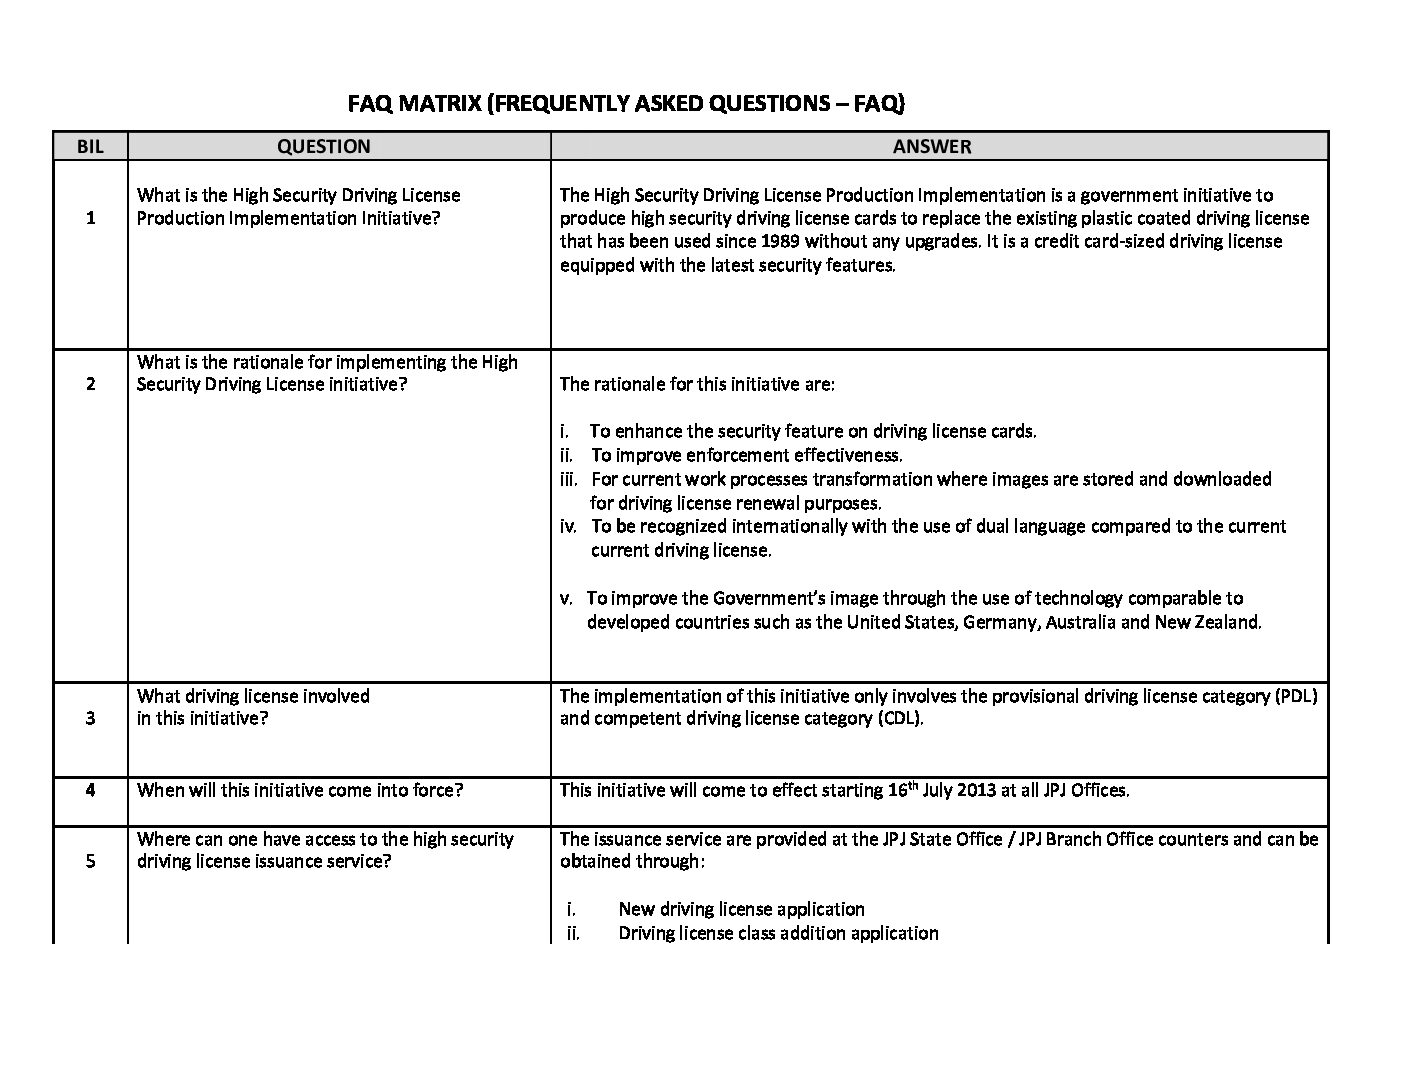 FAQ MATRIX (FREQUENTLY ASKED QUESTIONS – FAQ)
BIL QUESTION ANSWER
1
What is the High Security Driving License
Production Implementation Initiative?
The High Security Driving License Production Implementation is a government initiative to
produce high security driving license cards to replace the existing plastic coated driving license
that has been used since 1989 without any upgrades. It is a credit card-sized driving license
equipped with the latest security features.
2
What is the rationale for implementing the High
Security Driving License initiative?
The rationale for this initiative are:
i. To enhance the security feature on driving license cards.
ii. To improve enforcement effectiveness.
iii. For current work processes transformation where images are stored and downloaded
for driving license renewal purposes.
iv. To be recognized internationally with the use of dual language compared to the current
current driving license.
v. To improve the Government’s image through the use of technology comparable to
developed countries such as the United States, Germany, Australia and New Zealand.
3
What driving license involved
in this initiative?
The implementation of this initiative only involves the provisional driving license category (PDL)
and competent driving license category (CDL).
4
When will this initiative come into force?
This initiative will come to effect starting 16th July 2013 at all JPJ Offices.
5
Where can one have access to the high security
driving license issuance service?
The issuance service are provided at the JPJ State Office / JPJ Branch Office counters and can be
obtained through:
i. New driving license application
ii. Driving license class addition application